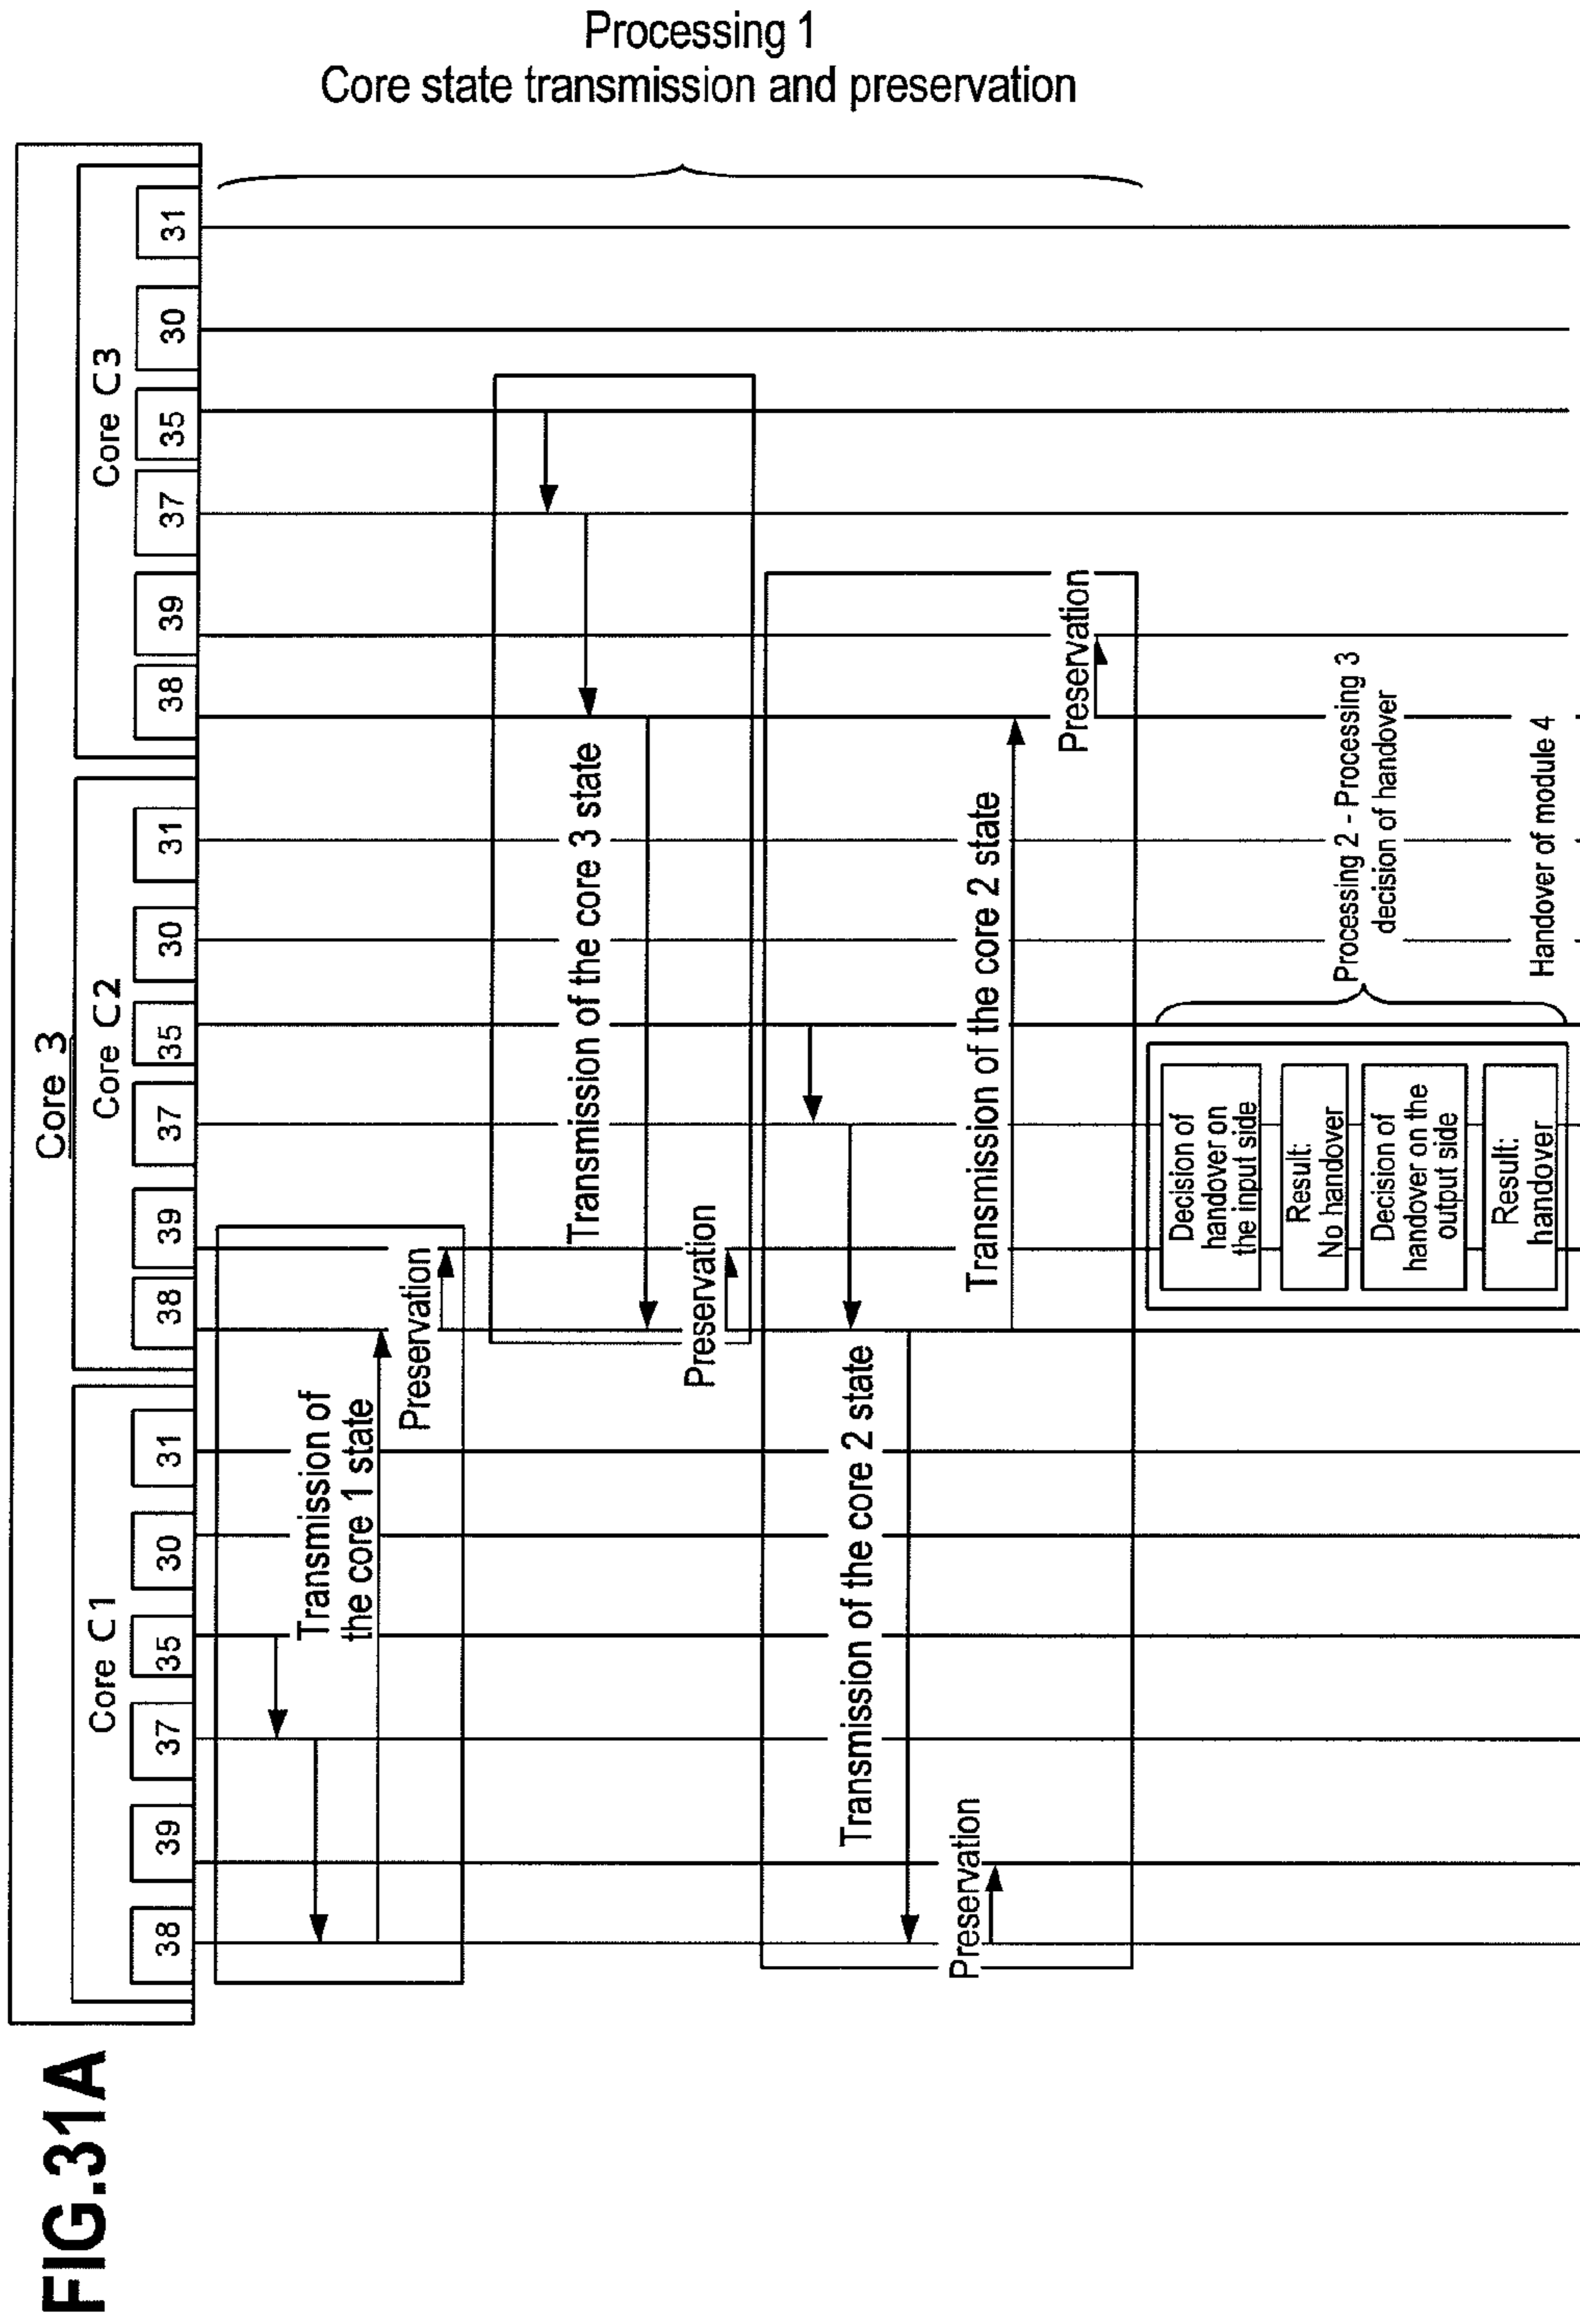 FIG.31A
Processing 1
Core state transmission and preservation
Core 3
Core C1
38
39
37
35
30
31
Core C2
38
39
37
35
30
31
Core C3
38
39
37
35
30
31
Transmission of
the core 1 state
Preservation
Transmission of the core 3 state
Preservation
Transmission of the core 2 state
Preservation
Transmission of the core 2 state
Preservation
Decision of
handover on
the input side
Result:
No handover
Decision of
handover on the
output side
Result:
handover
Processing 2 - Processing 3
decision of handover
Handover of module 4